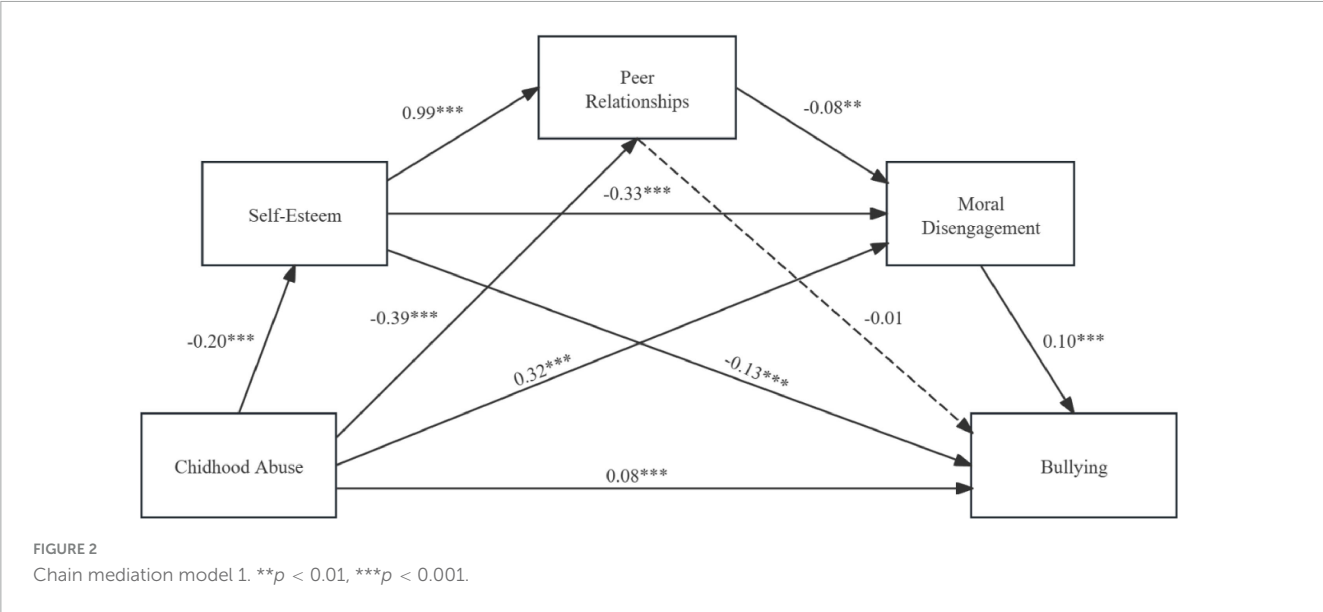 Peer
Relationships
0.99***
-0.08**
-0.33***
Self-Esteem
Moral
Disengagement
-0.20***
-0.39***
-0.01
0.10***
0.32***
-0.13***
Chidhood Abuse
0.08***
Bullying
FIGURE 2
Chain mediation model 1. **p < 0.01, ***p < 0.001.